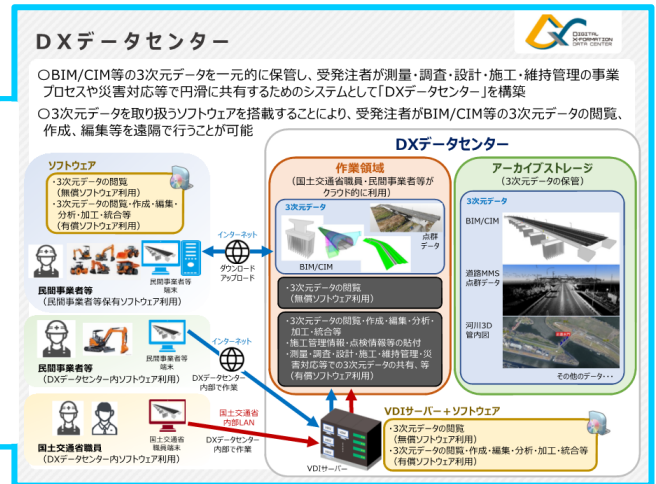 DXデータセンター
DIGITAL
X-FORMATION
DATA CENTER
○BIM/CIM等の3次元データを一元的に保管し、受発注者が測量・調査・設計・施工・維持管理の事業
プロセスや災害対応等で円滑に共有するためのシステムとして「DXデータセンター」を構築
○3次元データを取り扱うソフトウェアを搭載することにより、受発注者がBIM/CIM等の3次元データの閲覧、
作成、編集等を遠隔で行うことが可能
DXデータセンター
ソフトウェア
・3次元データの閲覧
(無償ソフトウェア利用)
・3次元データの閲覧・作成・編集・
分析・加工・統合等
(有償ソフトウェア利用)
民間事業者等
端末
民間事業者等
(民間事業者等保有ソフトウェア利用)
インターネット
ダウンロード
アップロード
作業領域
(国土交通省職員・民間事業者等が
クラウド的に利用)
3次元データ
点群
データ
BIM/CIM
・3次元データの閲覧
(無償ソフトウェア利用)
・3次元データの閲覧・作成・編集・分析・
加工・統合等
・施工管理情報・点検情報等の貼付
・測量・調査・設計・施工・維持管理・災
害対応等での3次元データの共有、等
(有償ソフトウェア利用)
アーカイブストレージ
(3次元データの保管)
3次元データ
BIM/CIM
道路MMS
点群データ
河川3D
管内図
その他のデータ・・・
民間事業者等
端末
民間事業者等
(DXデータセンター内ソフトウェア利用)
インターネット
DXデータセンター
内部で作業
国土交通省
職員端末
国土交通省職員
(DXデータセンター内ソフトウェア利用)
国土交通省
内部LAN
DXデータセンター
内部で作業
VDIサーバー
VDIサーバー+ソフトウェア
・3次元データの閲覧
(無償ソフトウェア利用)
・3次元データの閲覧・作成・編集・分析・加工・統合等
(有償ソフトウェア利用)